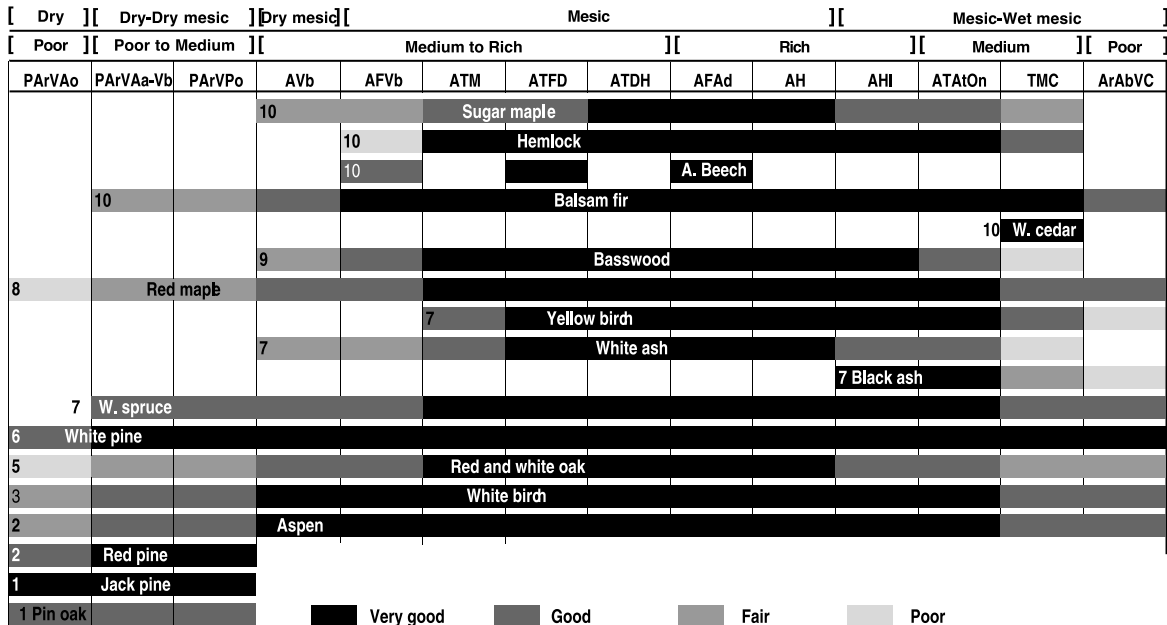 [ Dry ][ Dry-Dry mesic ][Dry mesic][ Mesic ][ Mesic-Wet mesic ]
[ Poor ][ Poor to Medium ][ Medium to Rich ][ Rich ][ Medium ][ Poor ]
PArVAo PArVAa-Vb PArVPo AVb AFVb ATM ATFD ATDH AFAd AH AHI ATAtOn TMC ArAbVC
10 Sugar maple
10 Hemlock
10 A. Beech
10 Balsam fir
10 W. cedar
9 Basswood
8 Red maple
7 Yellow birch
7 White ash
7 Black ash
7 W. spruce
6 White pine
5 Red and white oak
3 White birch
2 Aspen
2 Red pine
1 Jack pine
1 Pin oak
Very good Good Fair Poor